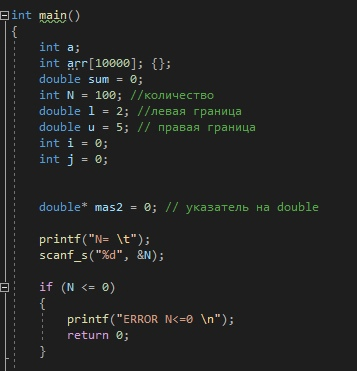 int main()
{
int a;
int arr[10000]; {};
double sum = 0;
int N = 100; //количество
double l = 2; //левая граница
double u = 5; // правая граница
int i = 0;
int j = 0;
double* mas2 = 0; // указатель на double
printf("N= \t");
scanf_s("%d", &N);
if (N <= 0)
{
printf("ERROR N<=0 \n");
return 0;
}